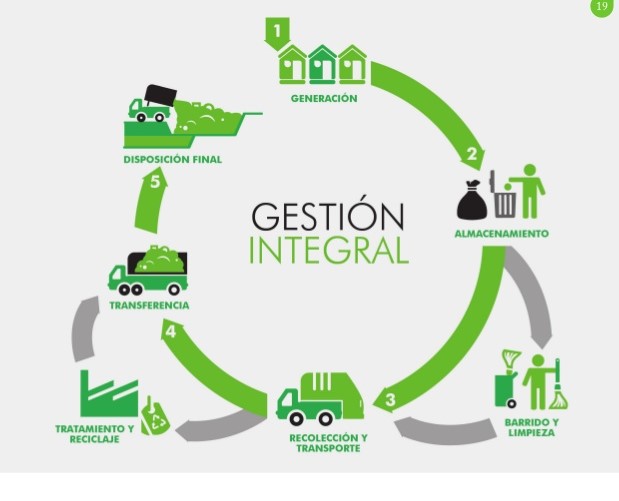 19
1
GENERACIÓN
2
ALMACENAMIENTO
BARRIDO Y
LIMPIEZA
3
RECOLECCIÓN Y
TRANSPORTE
TRATAMIENTO Y
RECICLAJE
4
TRANSFERENCIA
5
DISPOSICIÓN FINAL
GESTIÓN
INTEGRAL